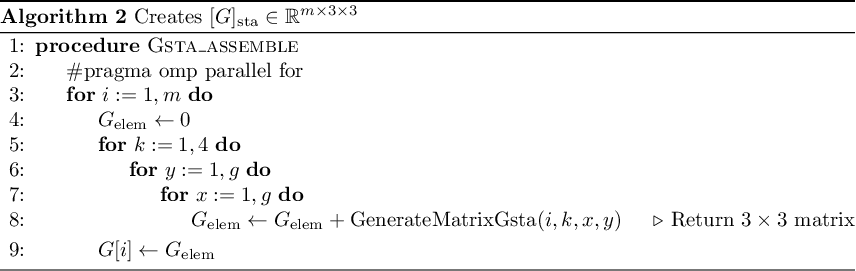 Algorithm 2 Creates [G]sta ∈ ℝ^{m×3×3}
1: procedure GSTA_ASSEMBLE
2: #pragma omp parallel for
3: for i := 1, m do
4: G_elem ← 0
5: for k := 1, 4 do
6: for y := 1, g do
7: for x := 1, g do
8: G_elem ← G_elem + GenerateMatrixGsta(i, k, x, y) ▷ Return 3 × 3 matrix
9: G[i] ← G_elem